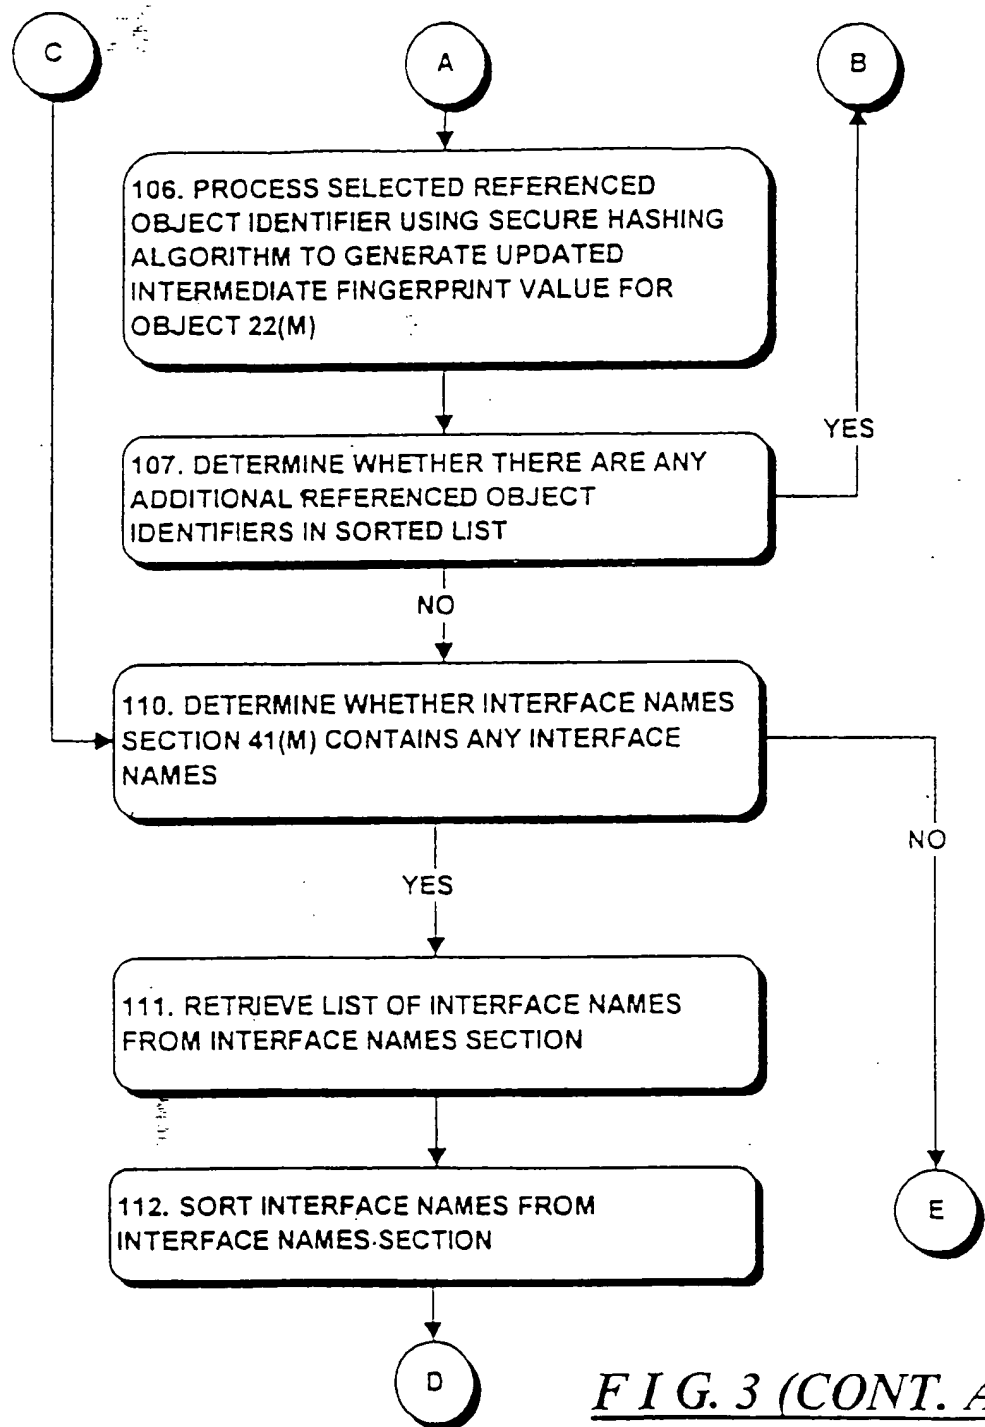 C
A
B
106. PROCESS SELECTED REFERENCED
OBJECT IDENTIFIER USING SECURE HASHING
ALGORITHM TO GENERATE UPDATED
INTERMEDIATE FINGERPRINT VALUE FOR
OBJECT 22(M)
YES
107. DETERMINE WHETHER THERE ARE ANY
ADDITIONAL REFERENCED OBJECT
IDENTIFIERS IN SORTED LIST
NO
110. DETERMINE WHETHER INTERFACE NAMES
SECTION 41(M) CONTAINS ANY INTERFACE
NAMES
NO
YES
111. RETRIEVE LIST OF INTERFACE NAMES
FROM INTERFACE NAMES SECTION
112. SORT INTERFACE NAMES FROM
INTERFACE NAMES SECTION
E
D
F I G. 3 (CONT. A